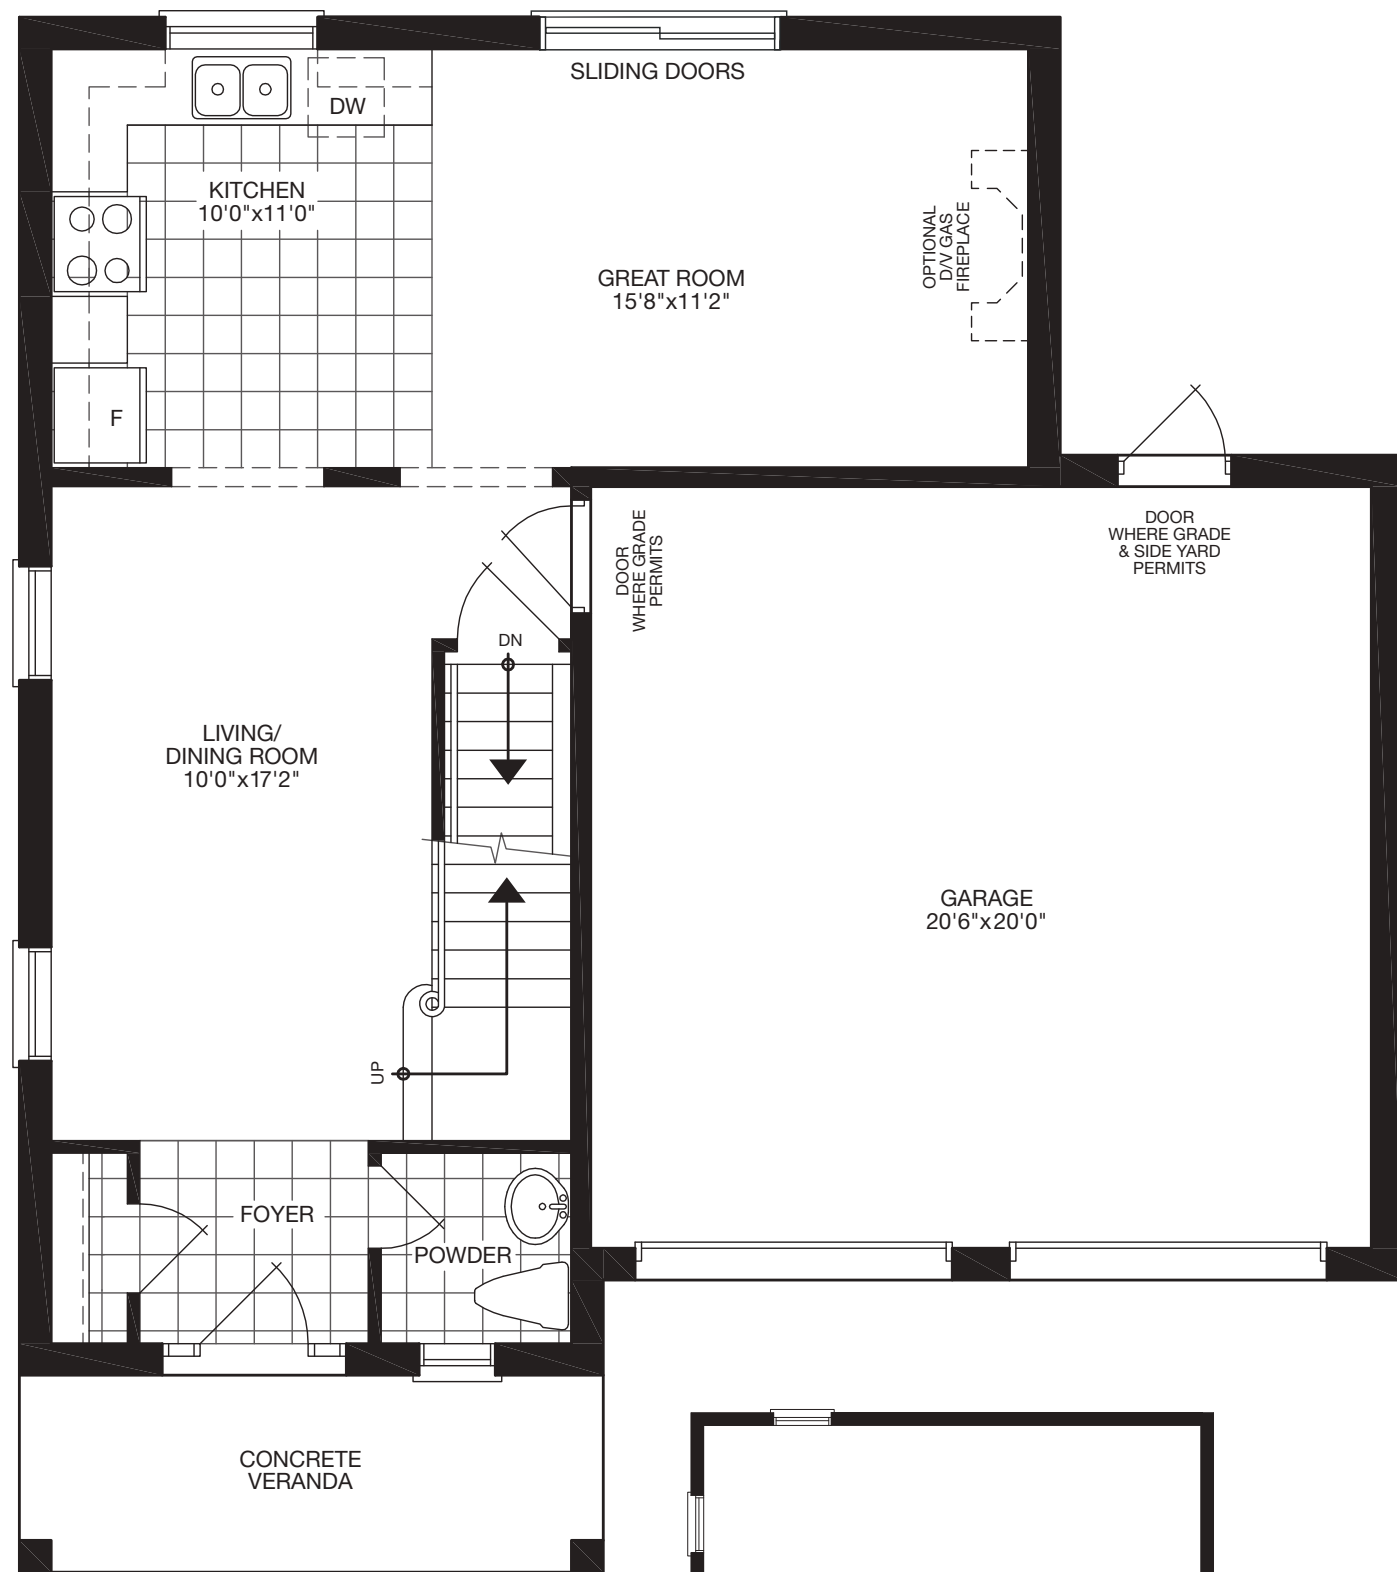 SLIDING DOORS
DW
KITCHEN
10'0"x11'0"
GREAT ROOM
15'8"x11'2"
OPTIONAL
D/V GAS
FIREPLACE
F
DOOR
WHERE GRADE
PERMITS
DOOR
WHERE GRADE
& SIDE YARD
PERMITS
DN
LIVING/
DINING ROOM
10'0"x17'2"
GARAGE
20'6"x20'0"
UP
FOYER
POWDER
CONCRETE
VERANDA